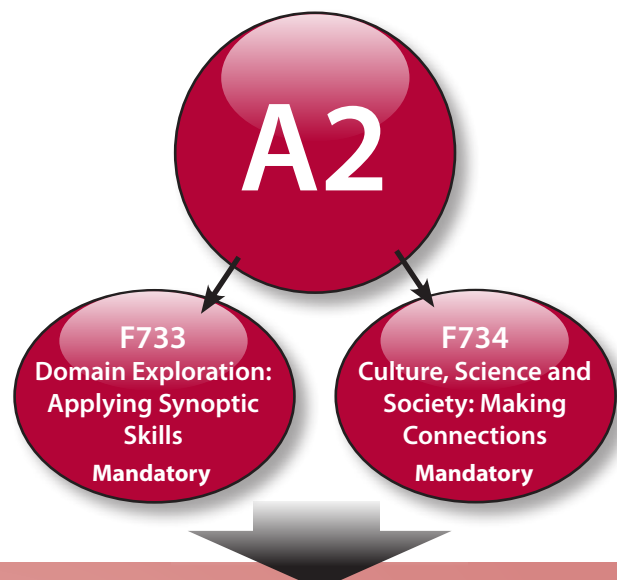 A2
F733
Domain Exploration:
Applying Synoptic
Skills
Mandatory
F734
Culture, Science and
Society: Making
Connections
Mandatory